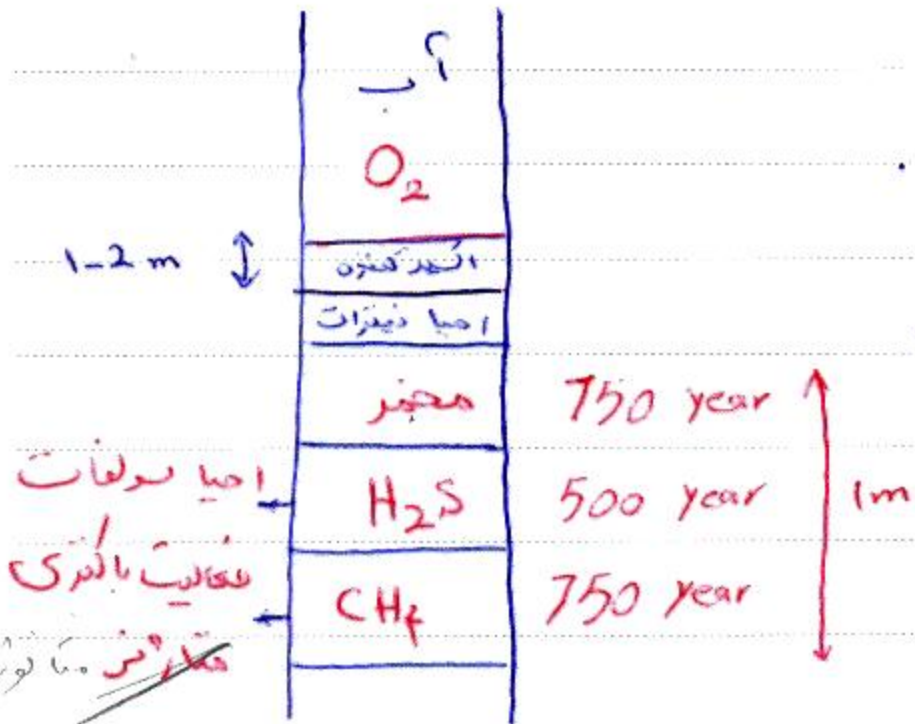 آب
O₂
1-2 m
اکسید کننده
احیا نیترات
تخمیر
750 year
احیا سولفات
H₂S
500 year
1m
فعالیت باکتری
CH₄
750 year